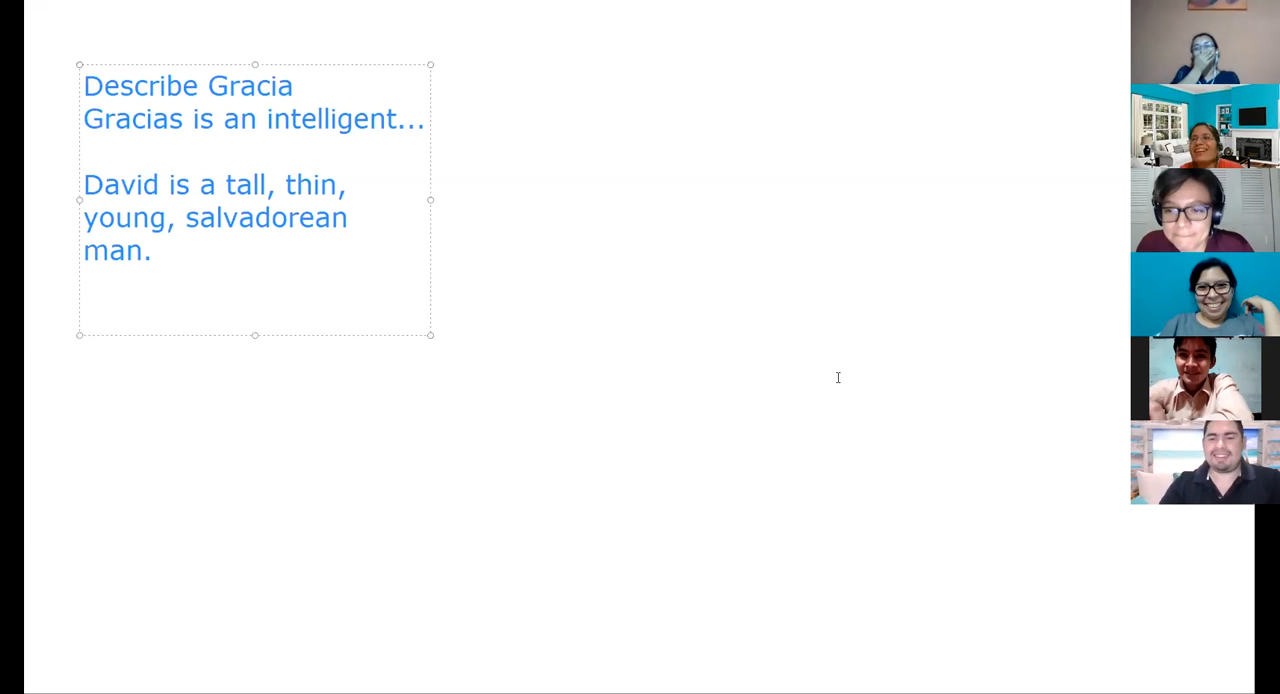 Describe Gracia
Gracias is an intelligent...
David is a tall, thin,
young, salvadorean
man.